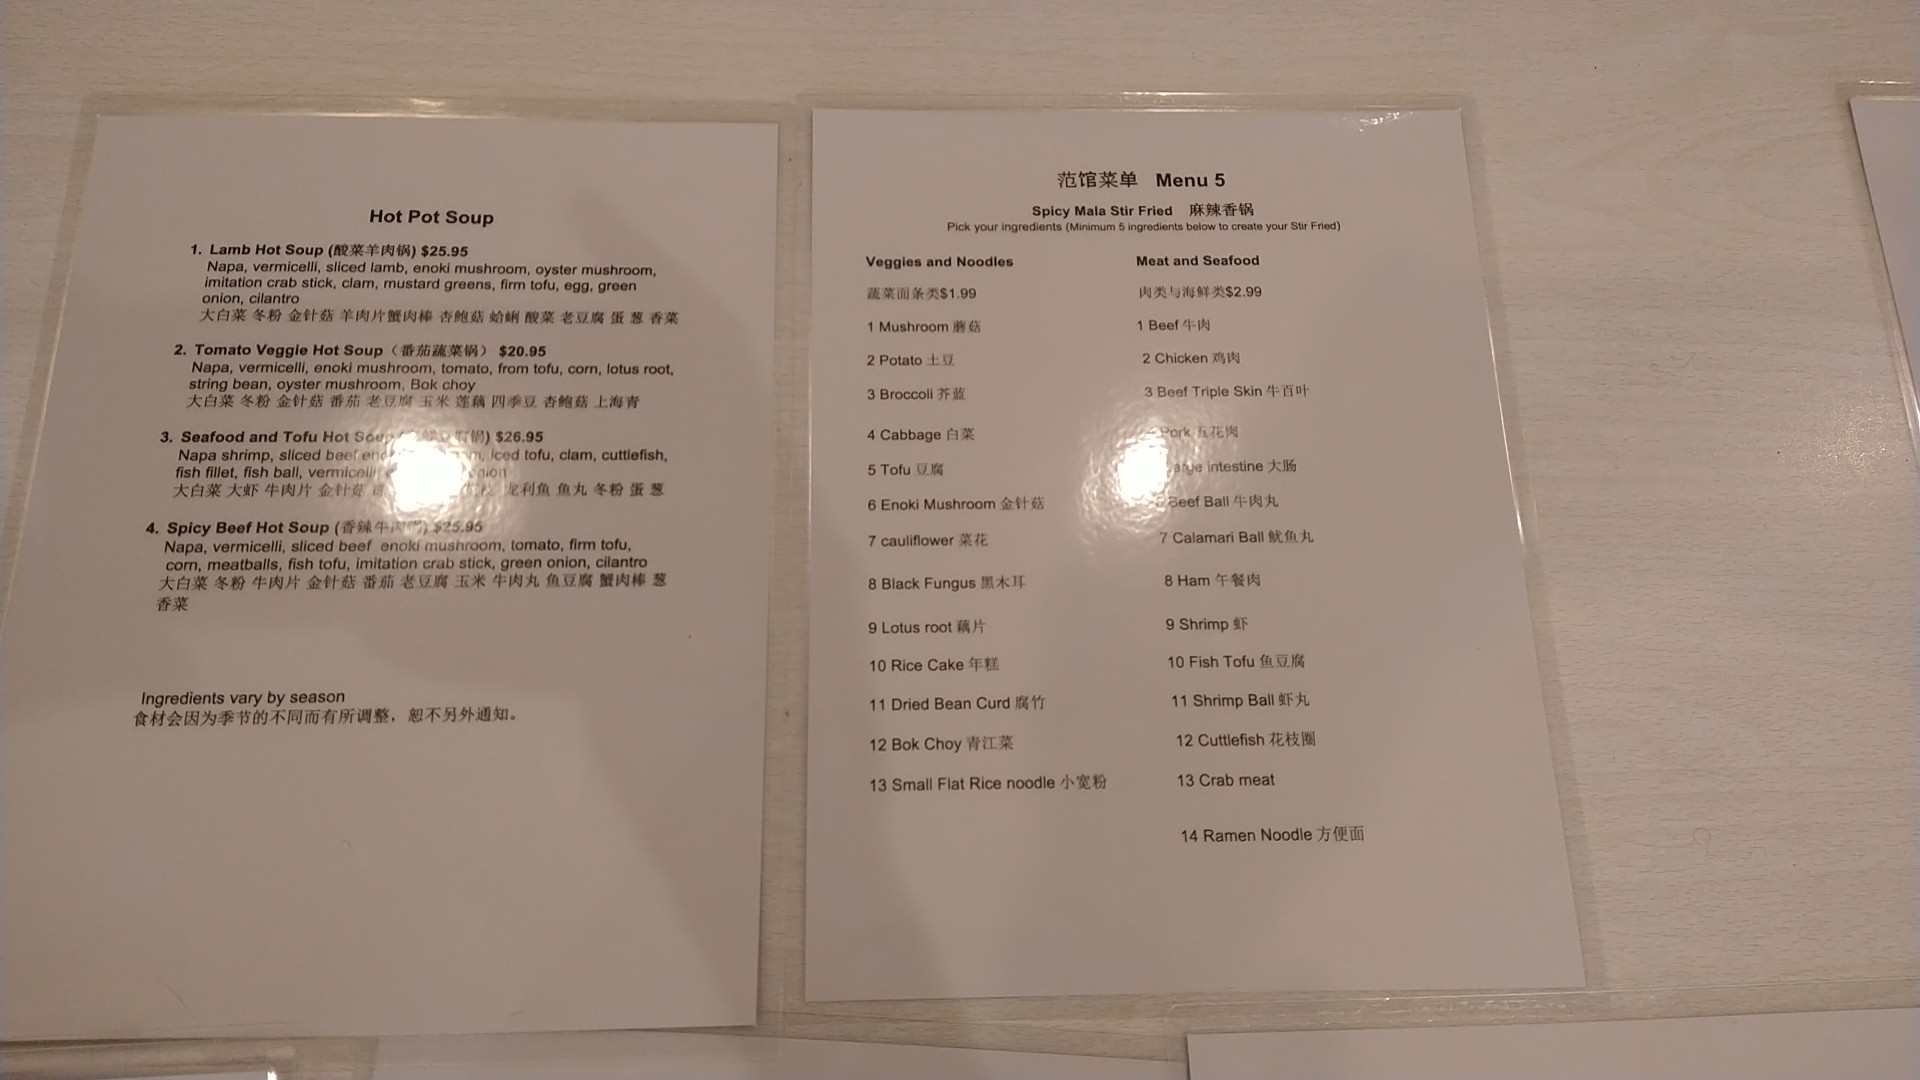 Hot Pot Soup
1. Lamb Hot Soup (酸菜羊肉锅) $25.95
Napa, vermicelli, sliced lamb, enoki mushroom, oyster mushroom,
imitation crab stick, clam, mustard greens, firm tofu, egg, green
onion, cilantro
大白菜 冬粉 金针菇 羊肉片蟹肉棒 杏鲍菇 蛤蜊 酸菜 老豆腐 蛋 葱 香菜
2. Tomato Veggie Hot Soup（番茄蔬菜锅） $20.95
Napa, vermicelli, enoki mushroom, tomato, from tofu, corn, lotus root,
string bean, oyster mushroom, Bok choy
大白菜 冬粉 金针菇 番茄 老豆腐 玉米 莲藕 四季豆 杏鲍菇 上海青
3. Seafood and Tofu Hot Soup $26.95
Napa shrimp, sliced beef tofu, clam, cuttlefish,
fish fillet, fish ball, vermicelli
大白菜 大虾 牛肉片 金针菇 龙利鱼 鱼丸 冬粉 蛋 葱
4. Spicy Beef Hot Soup (香辣牛肉锅) $25.95
Napa, vermicelli, sliced beef enoki mushroom, tomato, firm tofu,
corn, meatballs, fish tofu, imitation crab stick, green onion, cilantro
大白菜 冬粉 牛肉片 金针菇 番茄 老豆腐 玉米 牛肉丸 鱼豆腐 蟹肉棒 葱
香菜
Ingredients vary by season
食材会因为季节的不同而有所调整，恕不另外通知。
范馆菜单 Menu 5
Spicy Mala Stir Fried 麻辣香锅
Pick your ingredients (Minimum 5 ingredients below to create your Stir Fried)
Veggies and Noodles
蔬菜面条类$1.99
1 Mushroom 蘑菇
2 Potato 土豆
3 Broccoli 芥蓝
4 Cabbage 白菜
5 Tofu 豆腐
6 Enoki Mushroom 金针菇
7 cauliflower 菜花
8 Black Fungus 黑木耳
9 Lotus root 藕片
10 Rice Cake 年糕
11 Dried Bean Curd 腐竹
12 Bok Choy 青江菜
13 Small Flat Rice noodle 小宽粉
Meat and Seafood
肉类与海鲜类$2.99
1 Beef 牛肉
2 Chicken 鸡肉
3 Beef Triple Skin 牛百叶
Pork 五花肉
Large Intestine 大肠
Beef Ball 牛肉丸
7 Calamari Ball 鱿鱼丸
8 Ham 午餐肉
9 Shrimp 虾
10 Fish Tofu 鱼豆腐
11 Shrimp Ball 虾丸
12 Cuttlefish 花枝圈
13 Crab meat
14 Ramen Noodle 方便面